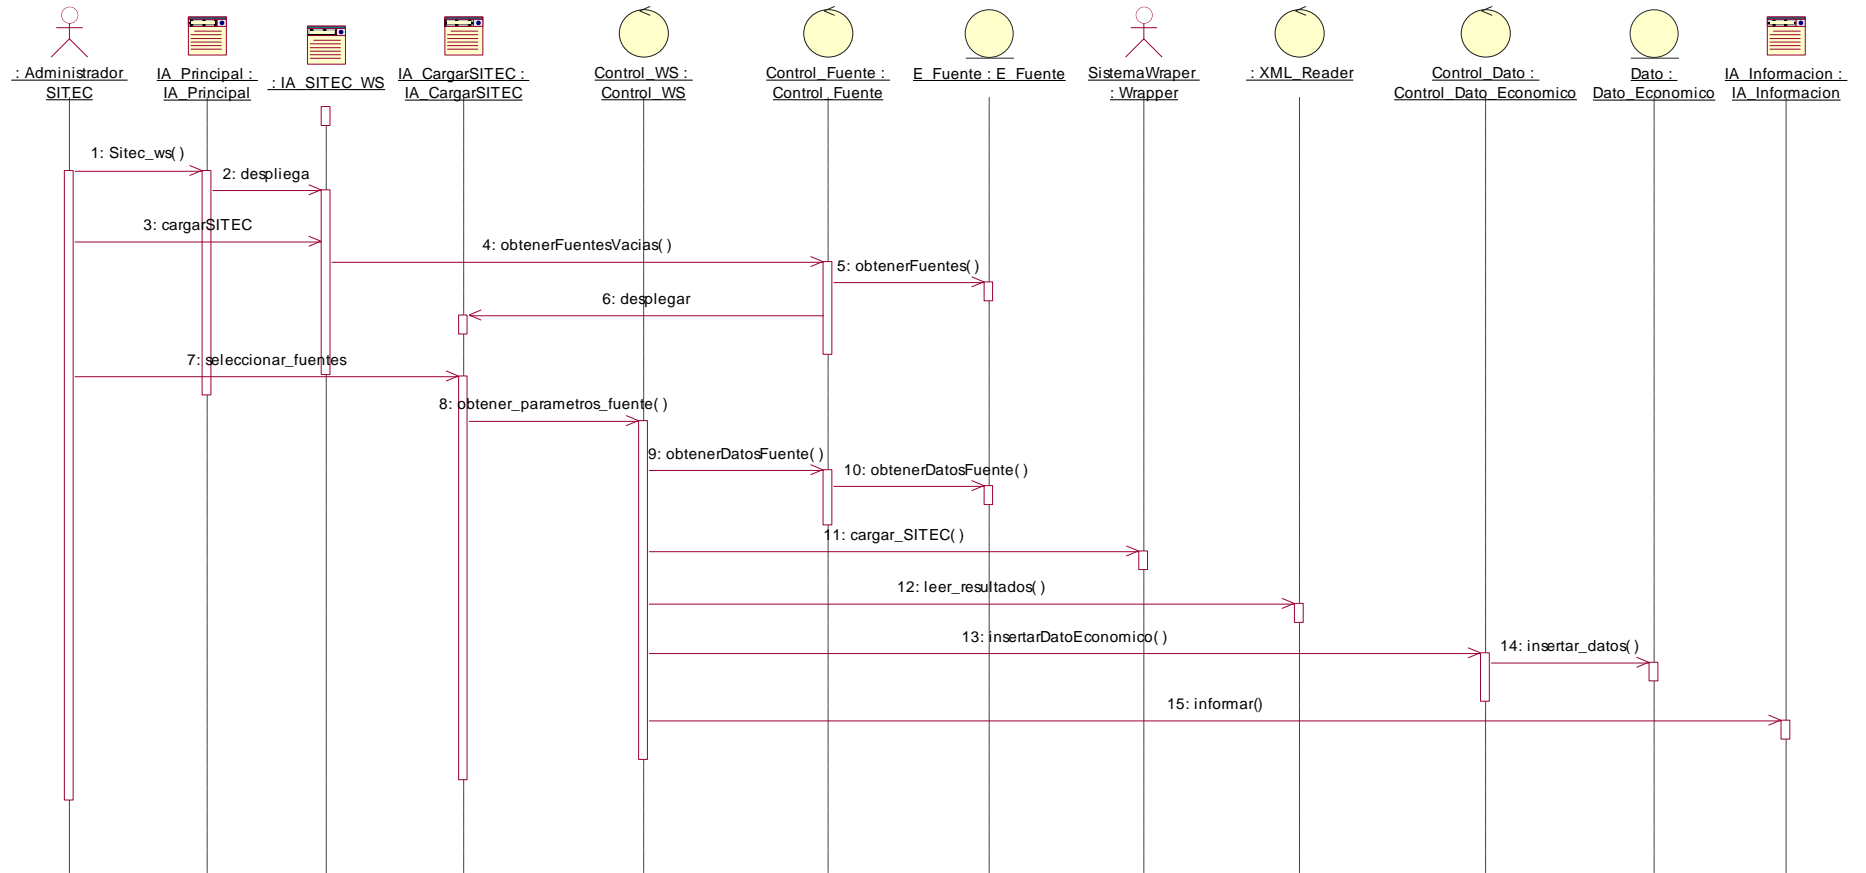 : Administrador
SITEC
IA_Principal :
IA_Principal
: IA_SITEC_WS
IA_CargarSITEC :
IA_CargarSITEC
Control_WS :
Control_WS
Control_Fuente :
Control_Fuente
E_Fuente : E_Fuente
SistemaWraper
: Wrapper
: XML_Reader
Control_Dato :
Control_Dato_Economico
Dato :
Dato_Economico
IA_Informacion :
IA_Informacion
1: Sitec_ws( )
2: despliega
3: cargarSITEC
4: obtenerFuentesVacias( )
5: obtenerFuentes( )
6: desplegar
7: seleccionar_fuentes
8: obtener_parametros_fuente( )
9: obtenerDatosFuente( )
10: obtenerDatosFuente( )
11: cargar_SITEC( )
12: leer_resultados( )
13: insertarDatoEconomico( )
14: insertar_datos( )
15: informar()